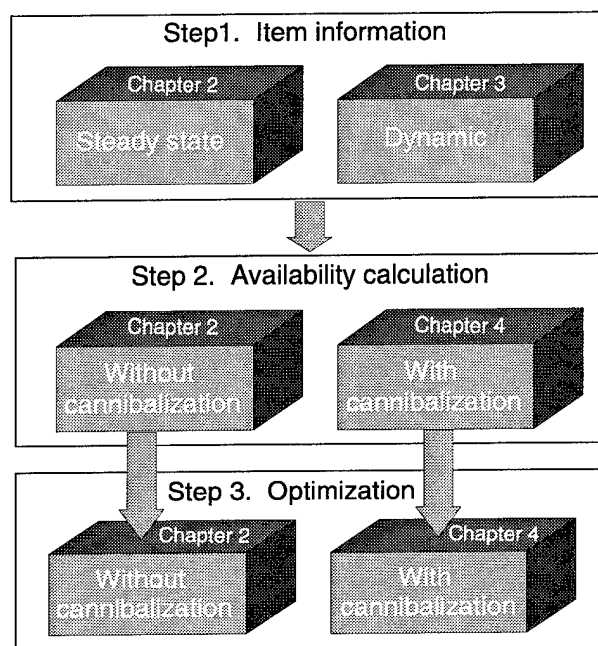 Step1. Item information
Chapter 2
Chapter 3
Steady state
Dynamic
Step 2. Availability calculation
Chapter 2
Chapter 4
Without
cannibalization
With
cannibalization
Step 3. Optimization
Chapter 2
Chapter 4
Without
cannibalization
With
cannibalization